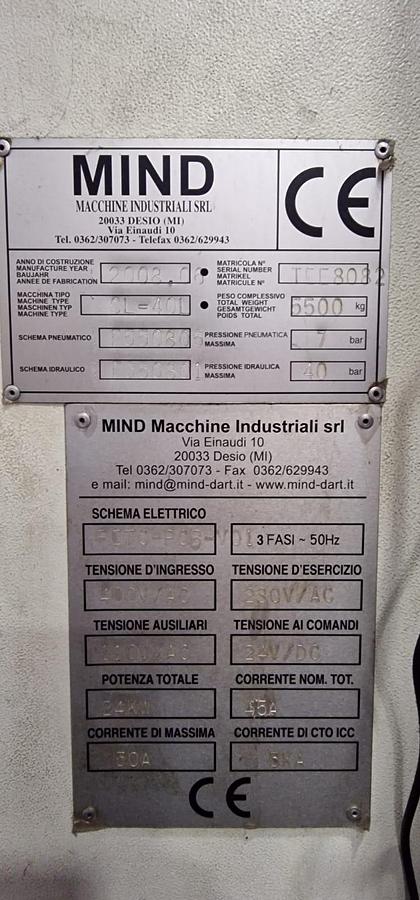 MIND
MACCHINE INDUSTRIALI SRL
20033 DESIO (MI)
Via Einaudi 10
Tel. 0362/307073 - Telefax 0362/629943
CE
ANNO DI COSTRUZIONE
MANUFACTURE YEAR
BAUJAHR
ANNEE DE FABRICATION
MATRICOLA N°
SERIAL NUMBER
MATRIKEL
MATRICULE N°
MACCHINA TIPO
MACHINE TYPE
MASCHINEN TYP
MACHINE TYPE
PESO COMPLESSIVO
TOTAL WEIGHT
GESAMTGEWICHT
POIDS TOTAL
5500 kg
SCHEMA PNEUMATICO
PRESSIONE PNEUMATICA
MASSIMA
7 bar
SCHEMA IDRAULICO
PRESSIONE IDRAULICA
MASSIMA
40 bar
MIND Macchine Industriali srl
Via Einaudi 10
20033 Desio (MI)
Tel 0362/307073 - Fax 0362/629943
e mail: mind@mind-dart.it - www.mind-dart.it
SCHEMA ELETTRICO
3 FASI ~ 50Hz
TENSIONE D'INGRESSO
TENSIONE D'ESERCIZIO
400V/AC
230V/AC
TENSIONE AUSILIARI
TENSIONE AI COMANDI
24V/DC
POTENZA TOTALE
CORRENTE NOM. TOT.
24KW
45A
CORRENTE DI MASSIMA
CORRENTE DI CTO ICC
CE